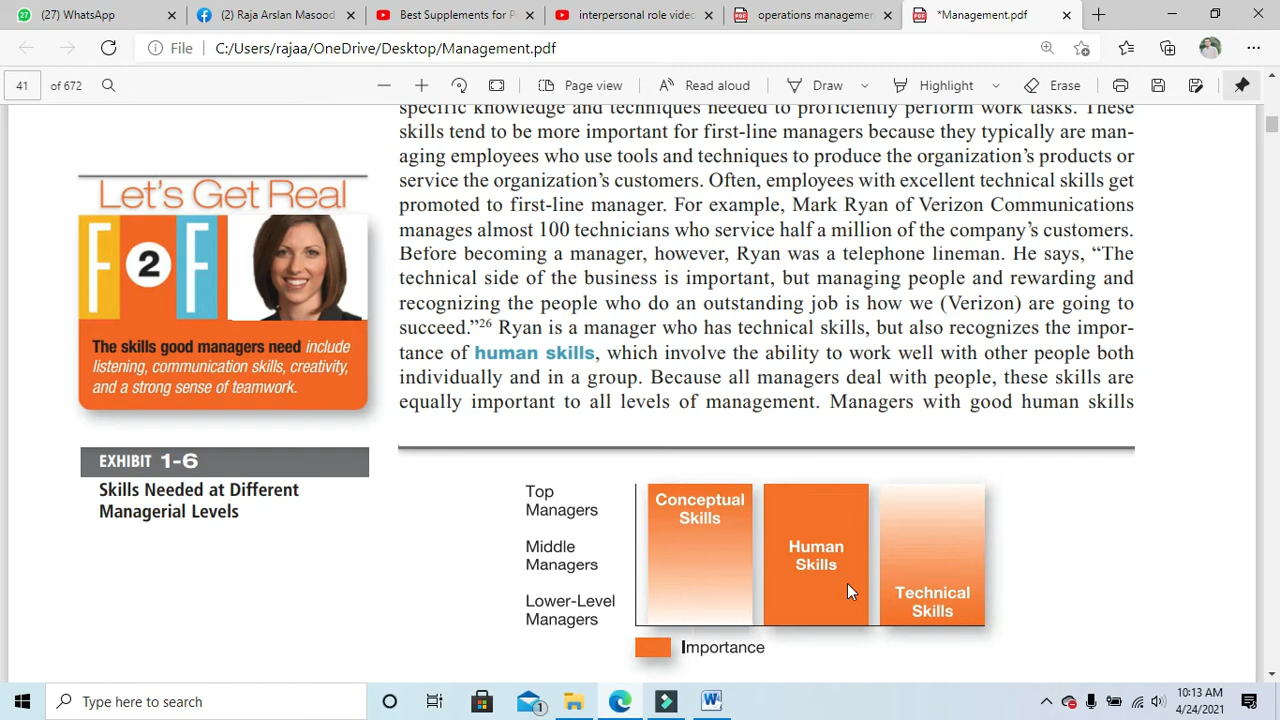 (27) WhatsApp
(2) Raja Arslan Masood
Best Supplements for P
interpersonal role video
operations management
*Management.pdf
File
C:/Users/rajaa/OneDrive/Desktop/Management.pdf
41
of 672
Page view
Read aloud
Draw
Highlight
Erase
specific knowledge and techniques needed to proficiently perform work tasks. These
skills tend to be more important for first-line managers because they typically are man-
aging employees who use tools and techniques to produce the organization's products or
service the organization's customers. Often, employees with excellent technical skills get
promoted to first-line manager. For example, Mark Ryan of Verizon Communications
manages almost 100 technicians who service half a million of the company's customers.
Before becoming a manager, however, Ryan was a telephone lineman. He says, “The
technical side of the business is important, but managing people and rewarding and
recognizing the people who do an outstanding job is how we (Verizon) are going to
succeed.”26 Ryan is a manager who has technical skills, but also recognizes the impor-
tance of human skills, which involve the ability to work well with other people both
individually and in a group. Because all managers deal with people, these skills are
equally important to all levels of management. Managers with good human skills
Let's Get Real
F 2 F
The skills good managers need include
listening, communication skills, creativity,
and a strong sense of teamwork.
EXHIBIT 1-6
Skills Needed at Different
Managerial Levels
Top
Managers
Middle
Managers
Lower-Level
Managers
Conceptual
Skills
Human
Skills
Technical
Skills
Importance
Type here to search
1
10:13 AM
4/24/2021